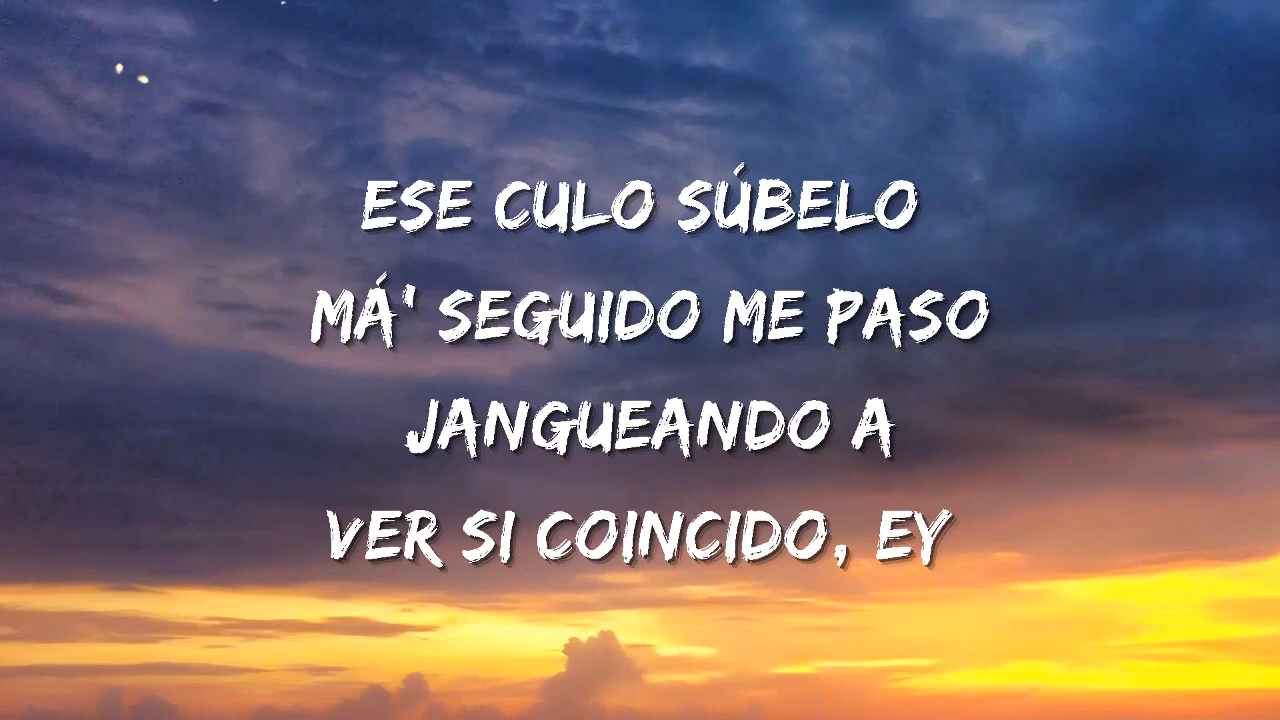 ESE CULO SÚBELO
MÁ' SEGUIDO ME PASO
JANGUEANDO A
VER SI COINCIDO, EY